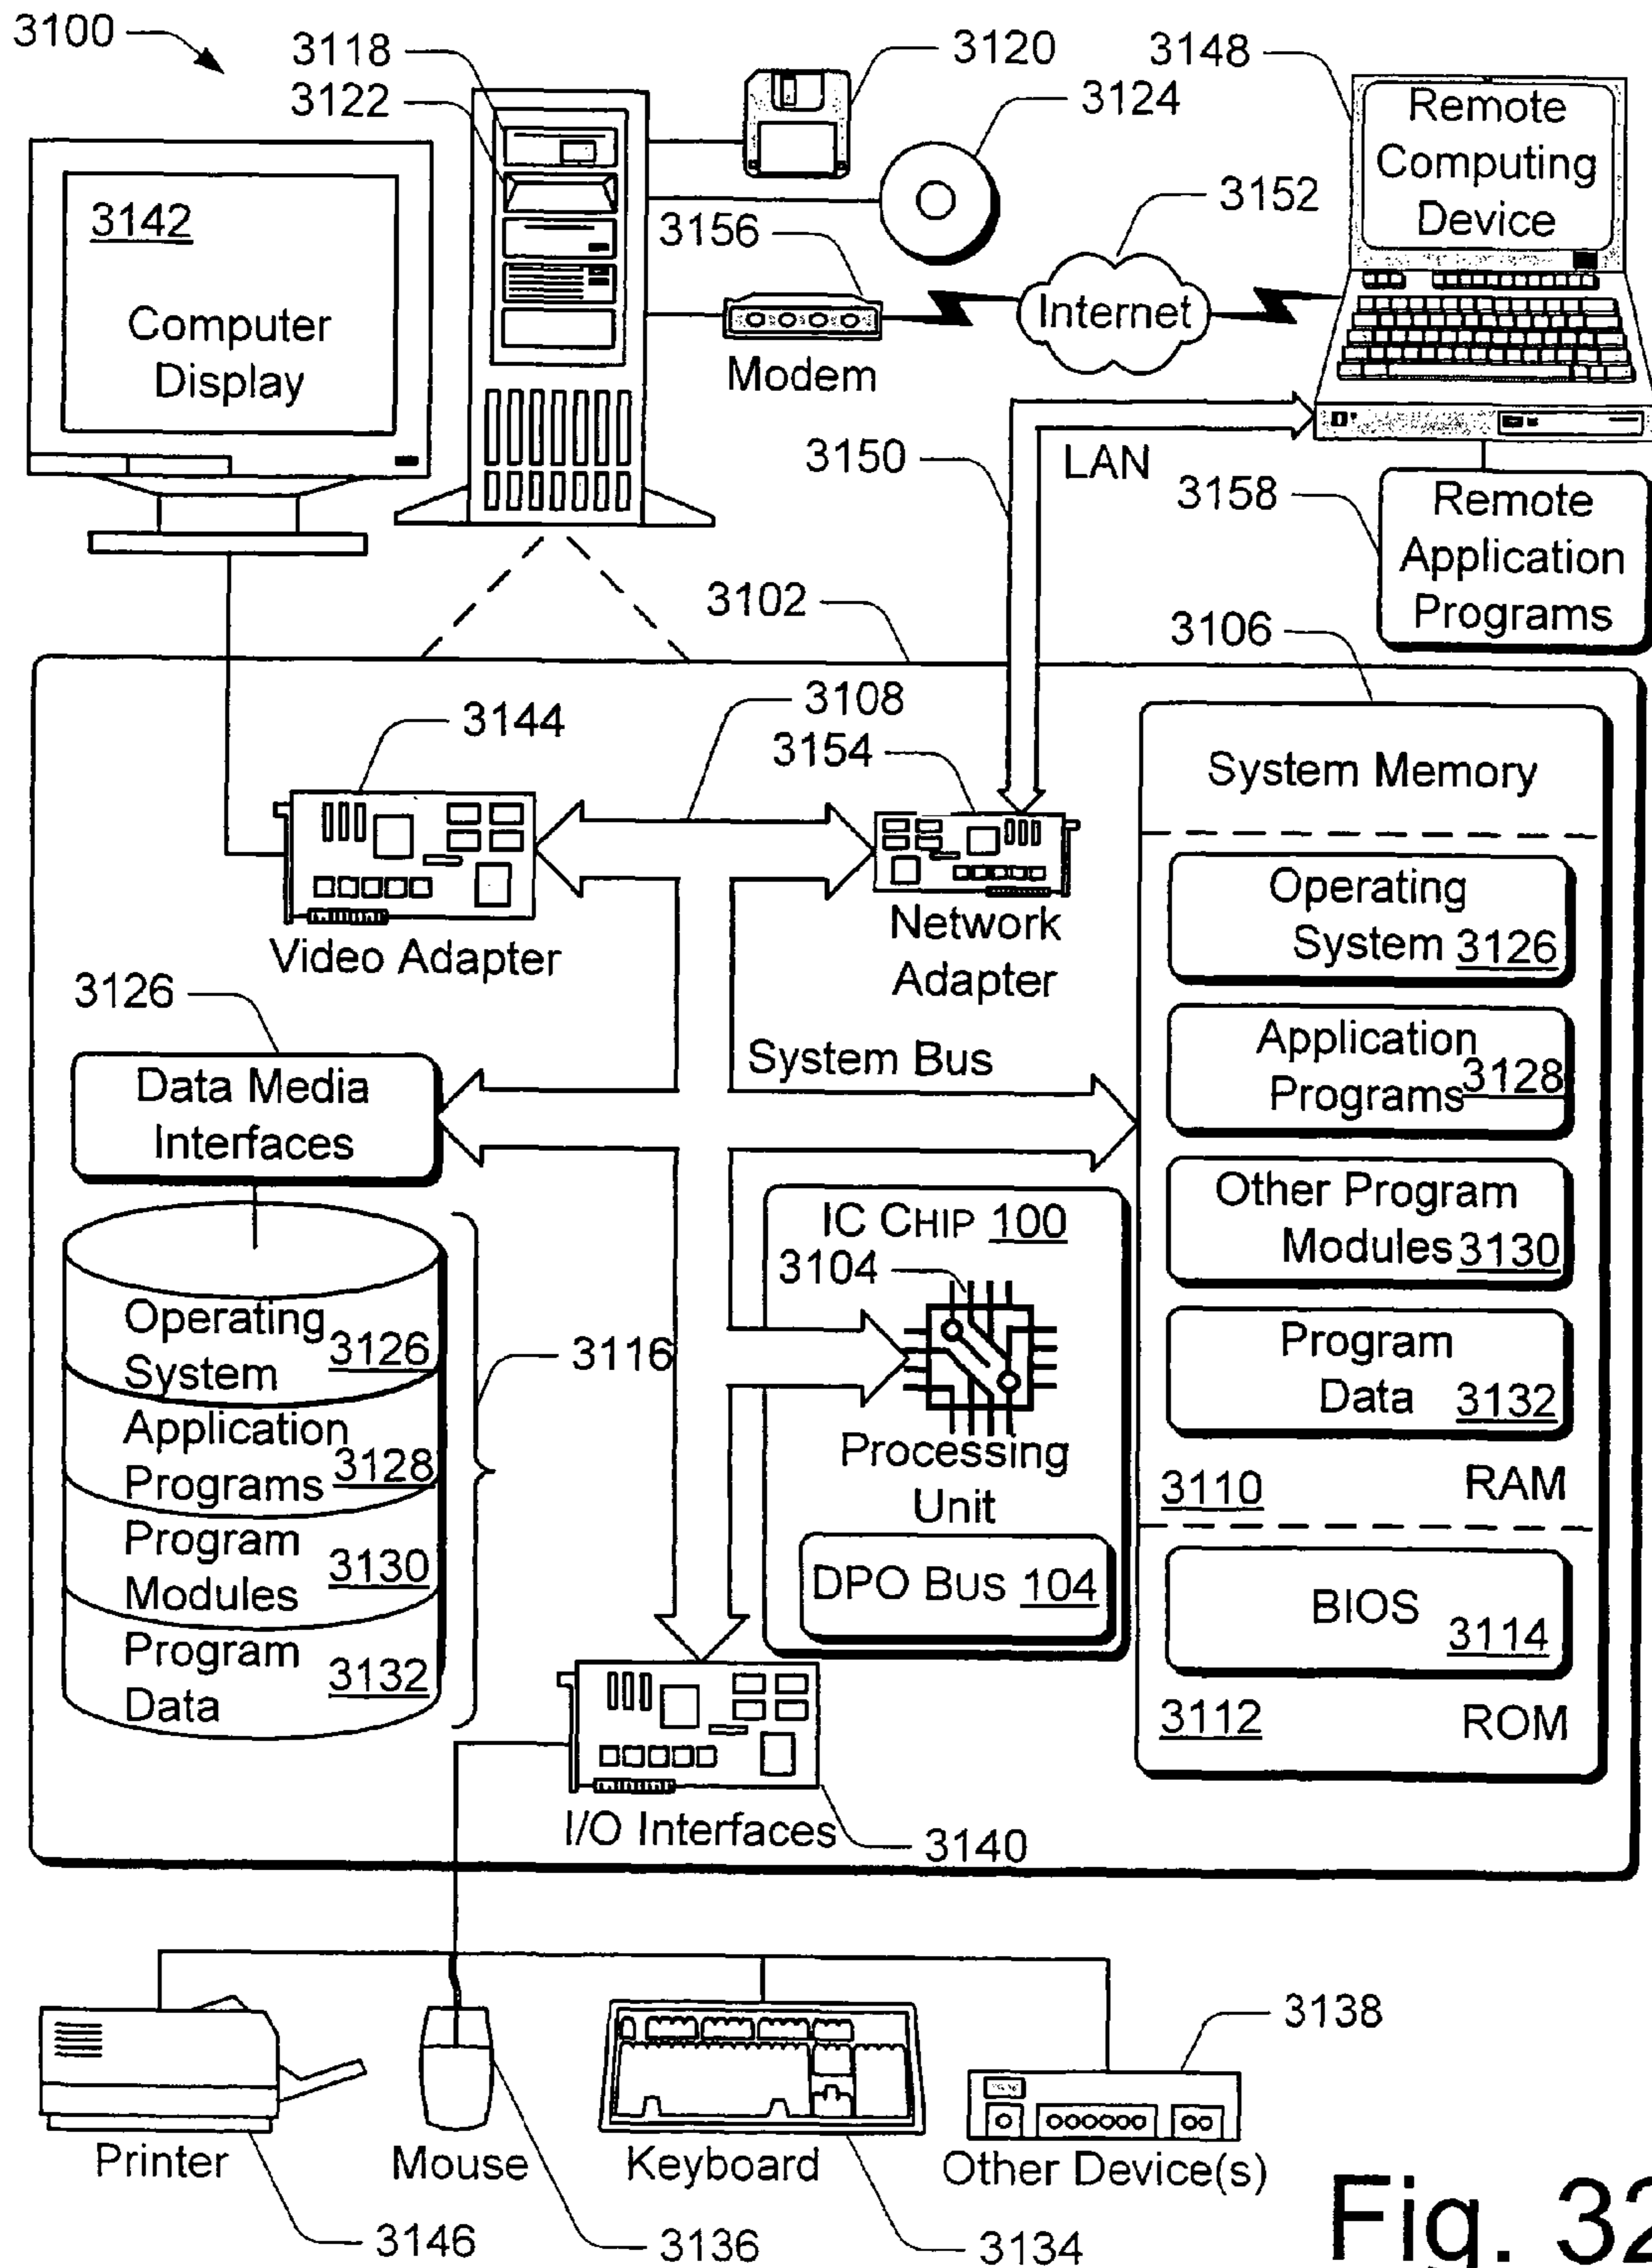 3100
3118
3120
3148
3122
3124
Remote
Computing
Device
3142
3156
3152
Computer
Display
Internet
Modem
3150
LAN
3158
Remote
Application
Programs
3102
3106
3108
3144
3154
System Memory
Video Adapter
Network
Adapter
Operating
System 3126
3126
System Bus
Application
Programs 3128
Data Media
Interfaces
Other Program
Modules 3130
IC CHIP 100
3104
Operating
System 3126
3116
Program
Data 3132
Application
Programs 3128
Processing
Unit
3110 RAM
Program
Modules 3130
DPO BUS 104
BIOS
3114
Program
Data 3132
3112 ROM
I/O Interfaces
3140
3138
Printer
Mouse
Keyboard
Other Device(s)
3146
3136
3134
Fig. 32